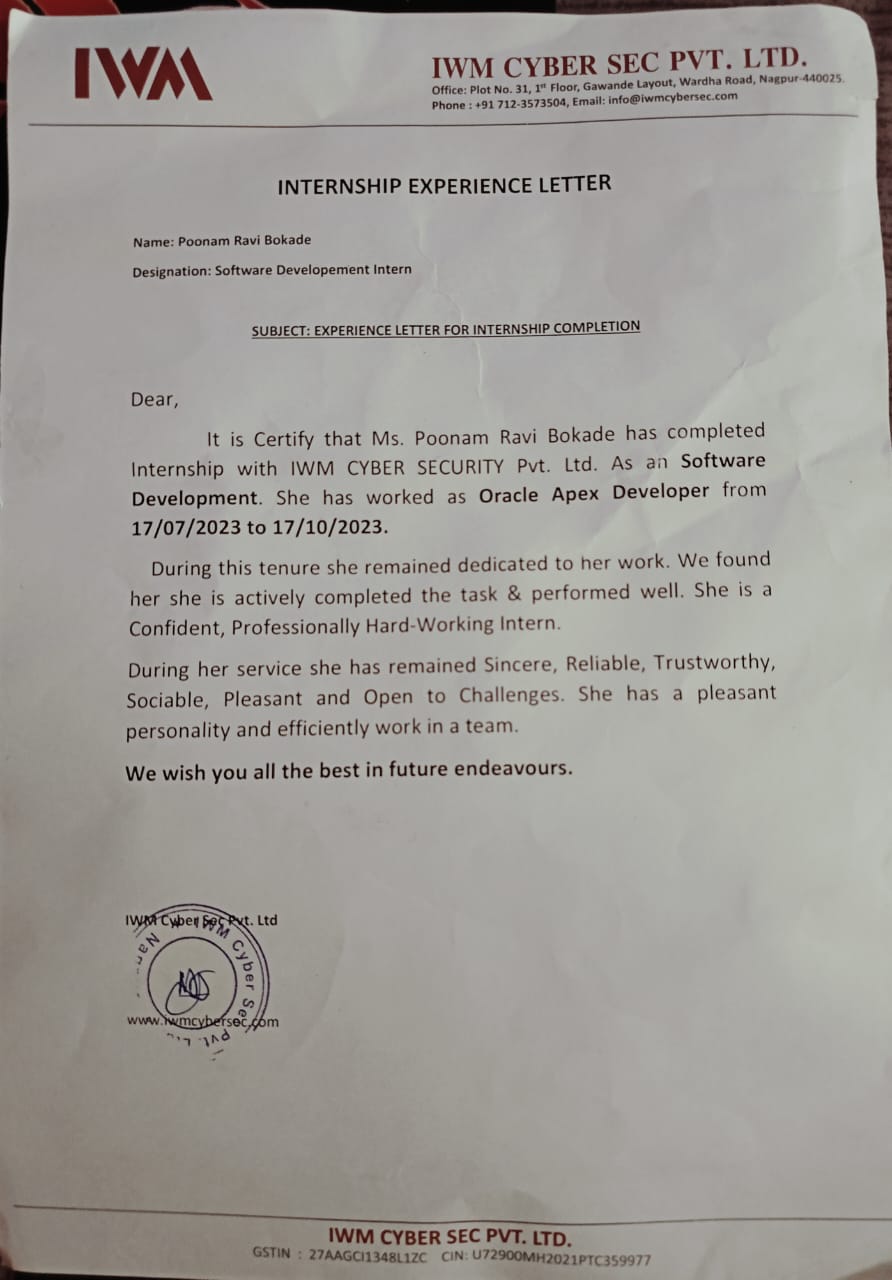 IWM
IWM CYBER SEC PVT. LTD.
Office: Plot No. 31, 1st Floor, Gawande Layout, Wardha Road, Nagpur-440025.
Phone : +91 712-3573504, Email: info@iwmcybersec.com
INTERNSHIP EXPERIENCE LETTER
Name: Poonam Ravi Bokade
Designation: Software Developement Intern
SUBJECT: EXPERIENCE LETTER FOR INTERNSHIP COMPLETION
Dear,
It is Certify that Ms. Poonam Ravi Bokade has completed
Internship with IWM CYBER SECURITY Pvt. Ltd. As an Software
Development. She has worked as Oracle Apex Developer from
17/07/2023 to 17/10/2023.
During this tenure she remained dedicated to her work. We found
her she is actively completed the task & performed well. She is a
Confident, Professionally Hard-Working Intern.
During her service she has remained Sincere, Reliable, Trustworthy,
Sociable, Pleasant and Open to Challenges. She has a pleasant
personality and efficiently work in a team.
We wish you all the best in future endeavours.
IWM Cyber Sec Pvt. Ltd
IWM Cyber Sec Pvt.
www.iwmcybersec.com
IWM CYBER SEC PVT. LTD.
GSTIN : 27AAGCI1348L1ZC CIN: U72900MH2021PTC359977